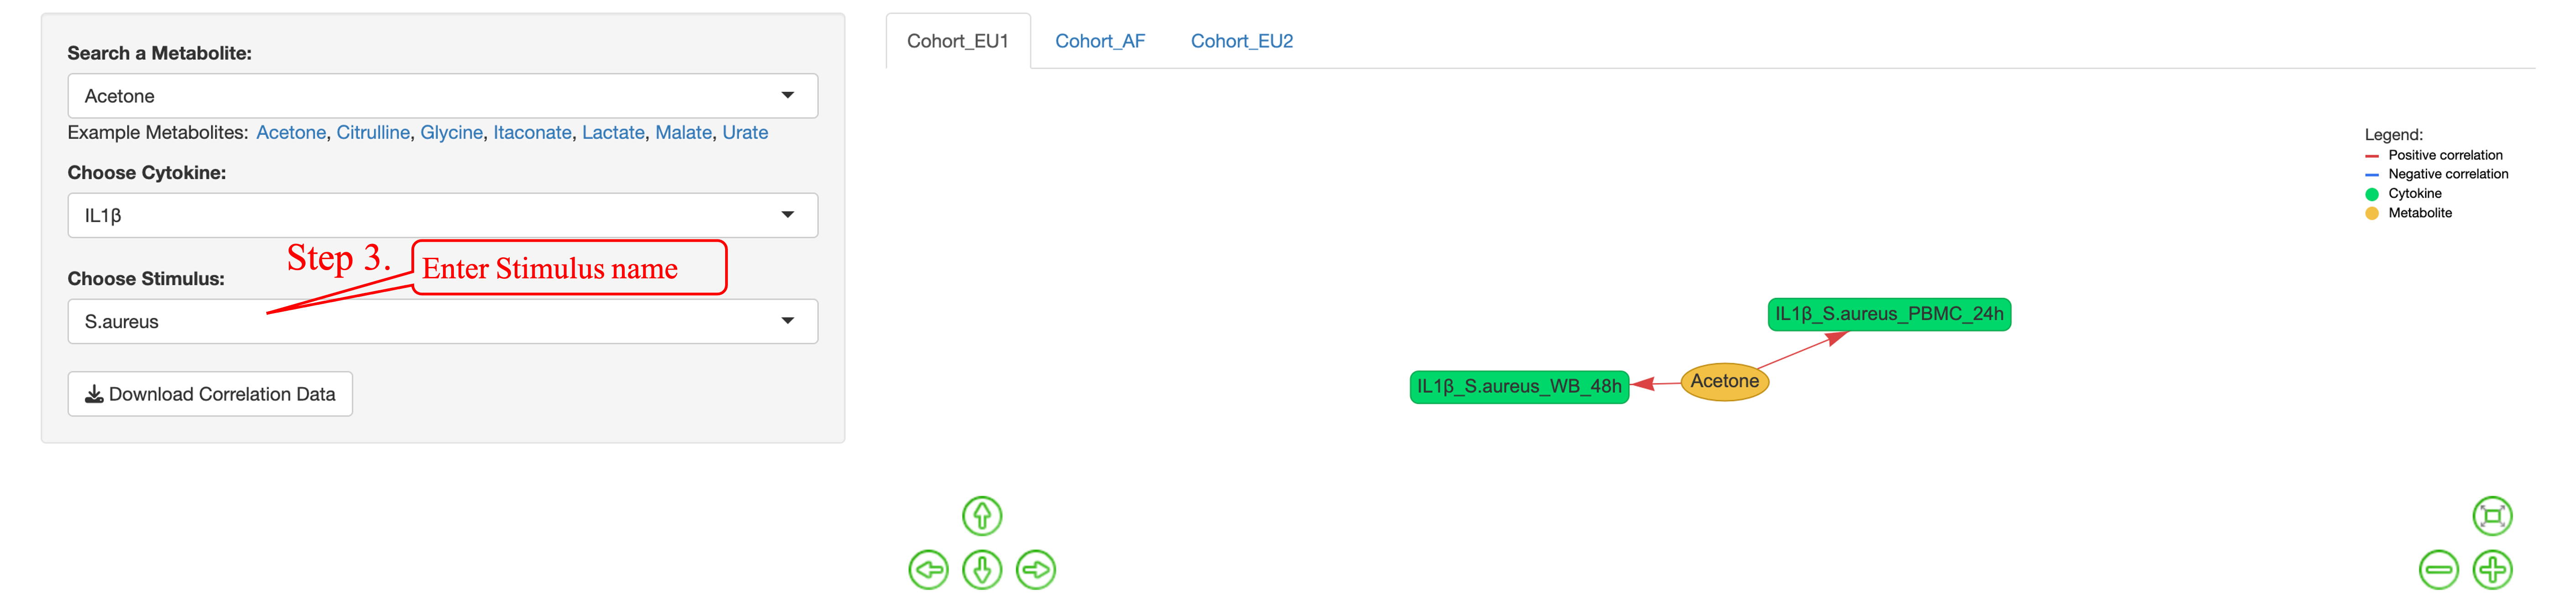 Search a Metabolite:
Acetone
Example Metabolites: Acetone, Citrulline, Glycine, Itaconate, Lactate, Malate, Urate
Choose Cytokine:
IL1β
Step 3.
Enter Stimulus name
Choose Stimulus:
S.aureus
Download Correlation Data
Cohort_EU1
Cohort_AF
Cohort_EU2
Legend:
Positive correlation
Negative correlation
Cytokine
Metabolite
IL1β_S.aureus_PBMC_24h
IL1β_S.aureus_WB_48h
Acetone